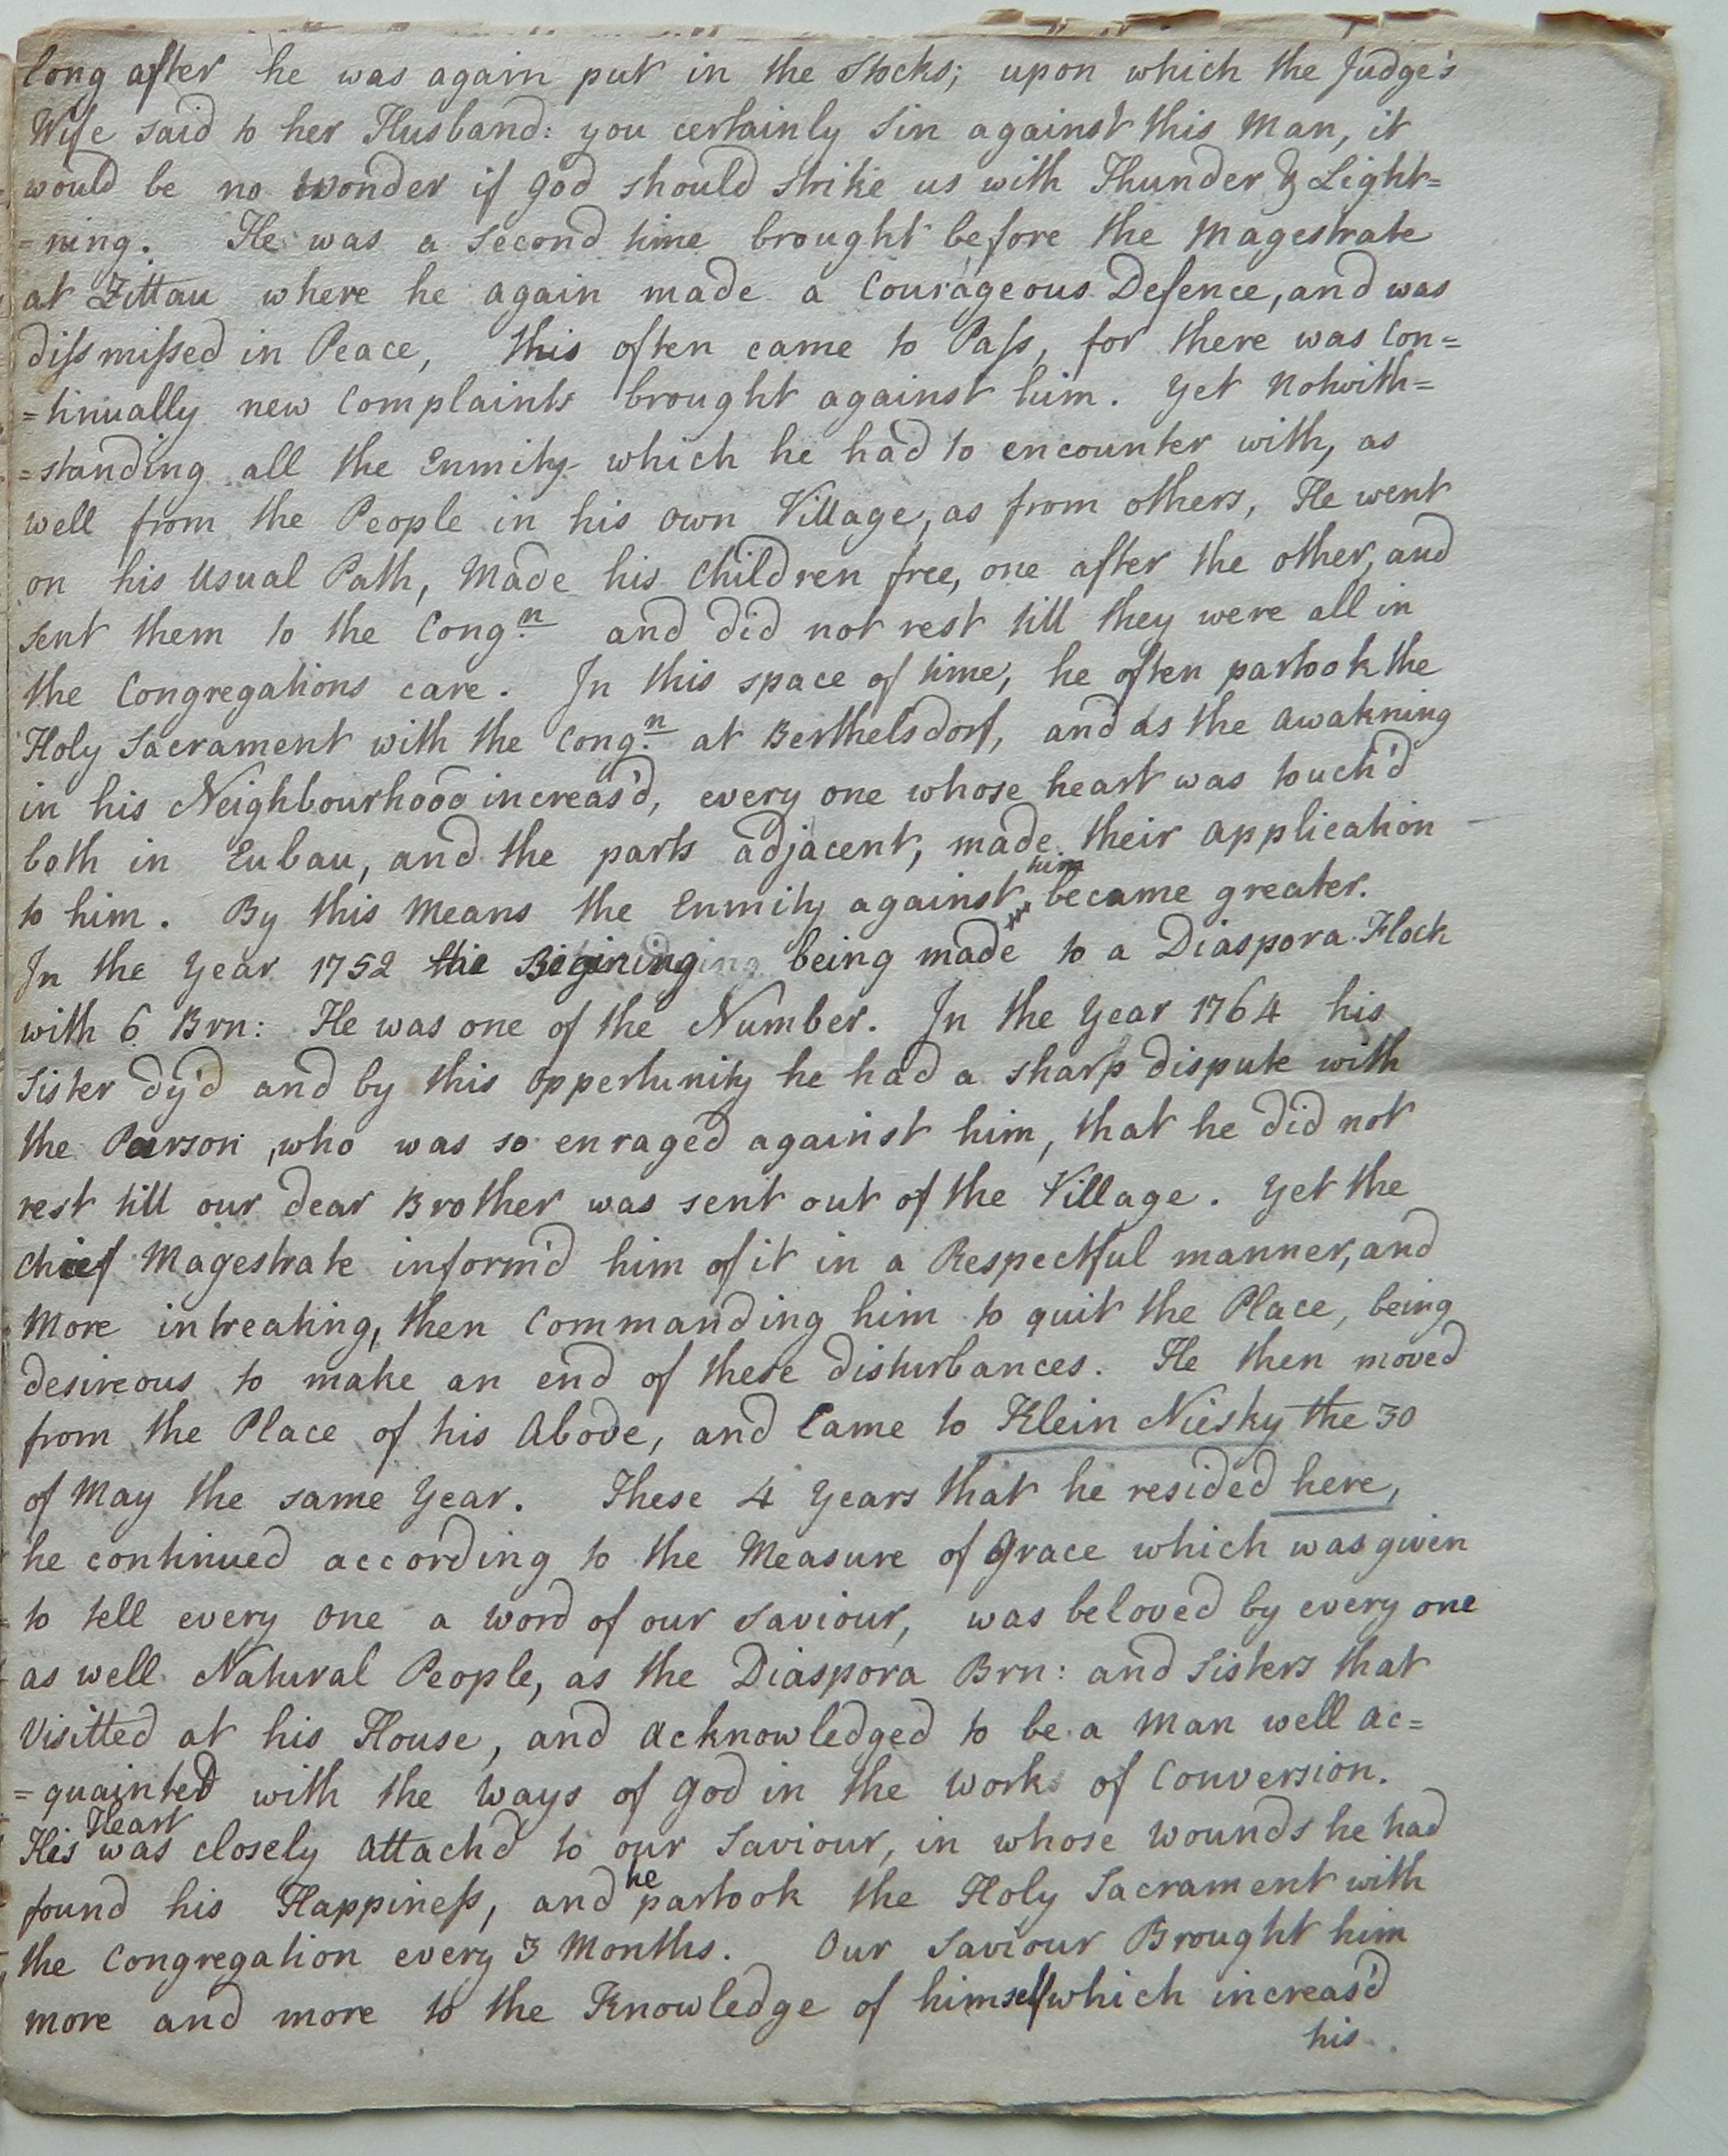 long after he was again put in the Stocks; upon which the Judge's
Wife said to her Husband: you certainly Sin against this Man, it
would be no wonder if god should strike us with Thunder & Light=
=ning. He was a second time brought before the Magestrate
at Zittau where he again made a Courageous Defence, and was
dissmissed in Peace, this often came to Pass, for there was Con=
=tinually new Complaints brought against him. Yet Notwith=
=standing all the Enmity which he had to encounter with, as
well from the People in his own Village, as from others, He went
on his Usual Path, Made his Children free, one after the other, and
sent them to the Congn. and did not rest till they were all in
the Congregations care. In this space of time, he often partook the
Holy Sacrament with the Congn. at Berthelsdorf, and as the awakning
in his Neighbourhood increas'd, every one whose heart was touch'd
both in Eubau, and the parts adjacent, made their application
to him. By this Means the Enmity against him became greater.
In the Year 1752 the Begining being made to a Diaspora Flock
with 6 Brn: He was one of the Number. In the Year 1764 his
Sister dy'd and by this oppertunity he had a sharp dispute with
the Parson, who was so enraged against him, that he did not
rest till our dear Brother was sent out of the Village. Yet the
Chief Magestrate inform'd him of it in a Respectful manner, and
More intreating, then Commanding him to quit the Place, being
desireous to make an end of these disturbances. He then moved
from the Place of his Abode, and Came to Klein Niesky the 30
of May the same Year. These 4 Years that he resided here,
he continued according to the Measure of Grace which was given
to tell every one a word of our Saviour, was beloved by every one
as well Natural People, as the Diaspora Brn: and Sisters that
Visitted at his House, and acknowledged to be a Man well ac=
=quainted with the Ways of God in the Work of Conversion.
His Heart was closely attach'd to our Saviour, in whose Wounds he had
found his Happiness, and he partook the Holy Sacrament with
the Congregation every 3 Months. Our Saviour Brought him
more and more to the Knowledge of himself which increas'd
his